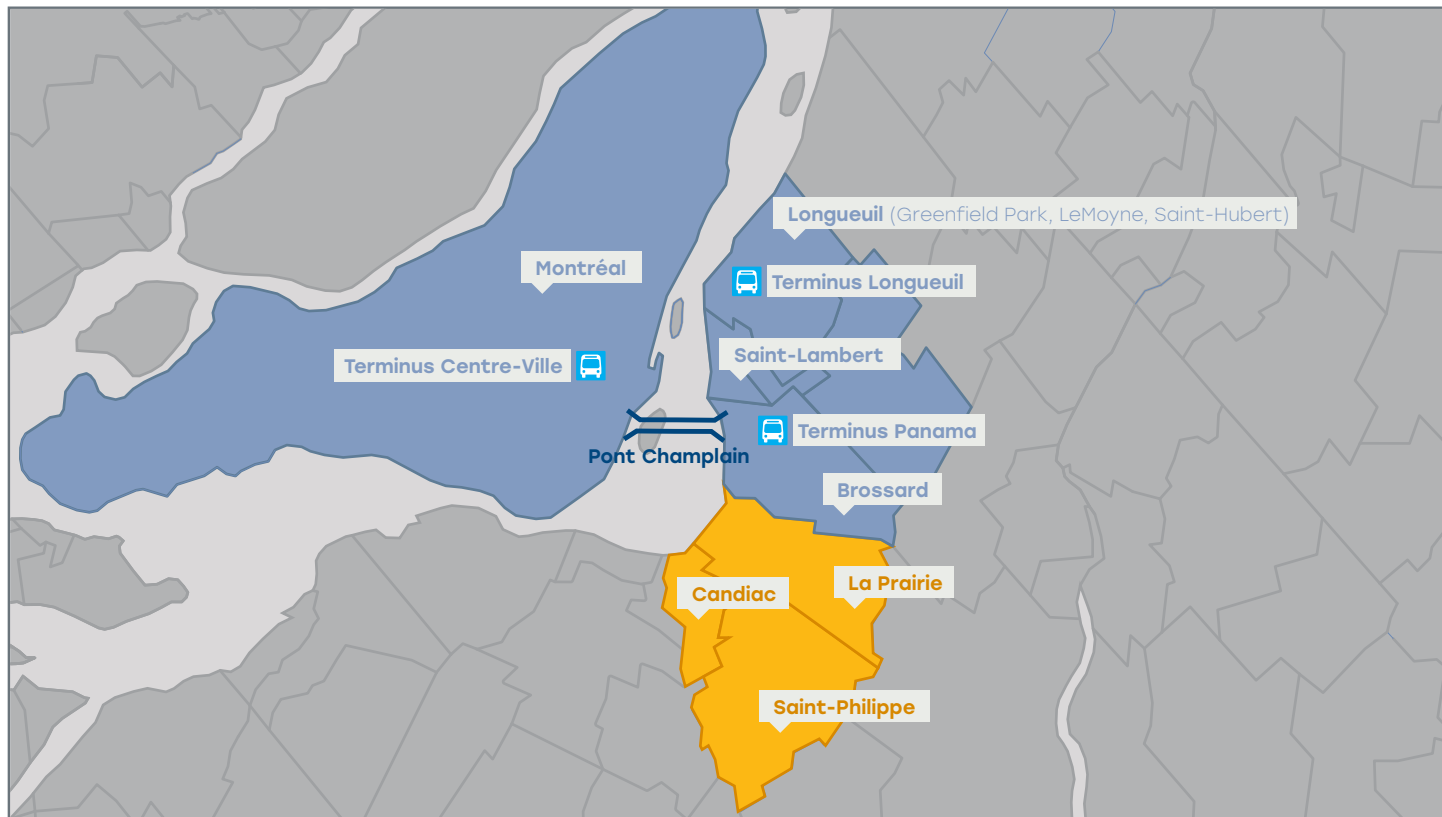 Longueuil (Greenfield Park, LeMoyne, Saint-Hubert)
Montréal
Terminus Longueuil
Saint-Lambert
Terminus Centre-Ville
Terminus Panama
Pont Champlain
Brossard
La Prairie
Candiac
Saint-Philippe